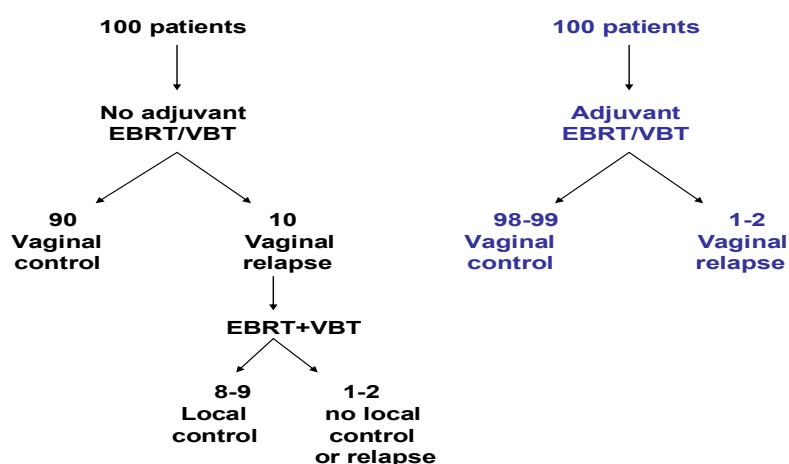 100 patients
No adjuvant
EBRT/VBT
90
Vaginal
control
10
Vaginal
relapse
EBRT+VBT
8-9
Local
control
1-2
no local
control
or relapse
100 patients
Adjuvant
EBRT/VBT
98-99
Vaginal
control
1-2
Vaginal
relapse